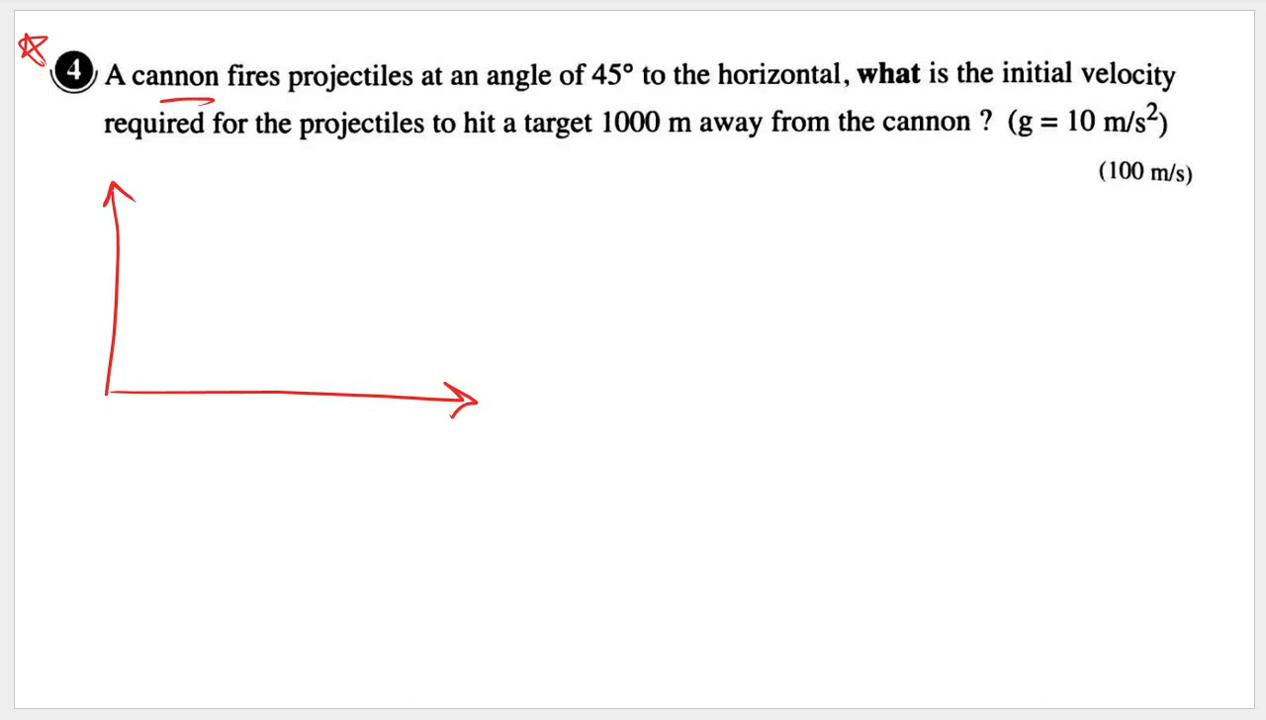 4 A cannon fires projectiles at an angle of 45° to the horizontal, what is the initial velocity
required for the projectiles to hit a target 1000 m away from the cannon ? (g = 10 m/s²)
(100 m/s)